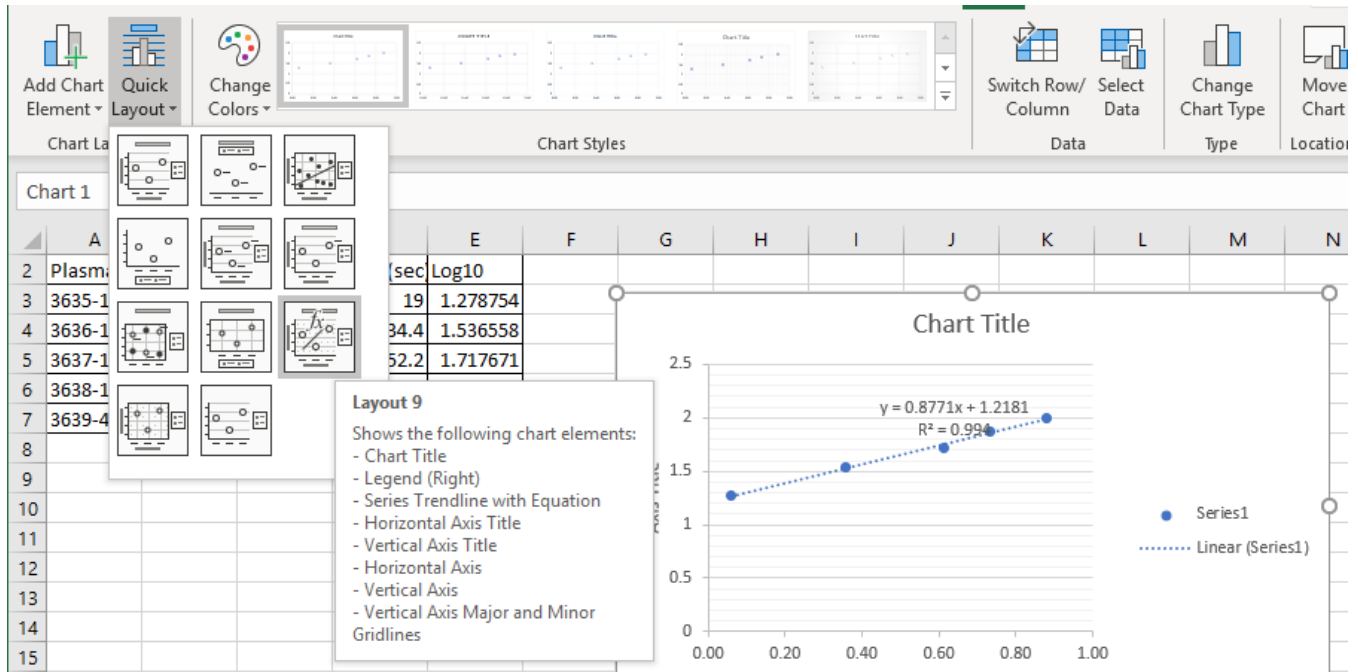 Add Chart Element
Quick Layout
Change Colors
Switch Row/ Column
Select Data
Change Chart Type
Move Chart
Chart La
Chart Styles
Data
Type
Location
Chart 1
A E F G H I J K L M N
2 Plasma (sec Log10
3 3635-1 19 1.278754
4 3636-1 34.4 1.536558
5 3637-1 52.2 1.717671
6 3638-1
7 3639-4
8
9
10
11
12
13
14
15
Layout 9
Shows the following chart elements:
- Chart Title
- Legend (Right)
- Series Trendline with Equation
- Horizontal Axis Title
- Vertical Axis Title
- Horizontal Axis
- Vertical Axis
- Vertical Axis Major and Minor
Gridlines
Chart Title
2.5
2
1.5
1
0.5
0
y = 0.8771x + 1.2181
R² = 0.994
Series1
Linear (Series1)
0.00 0.20 0.40 0.60 0.80 1.00